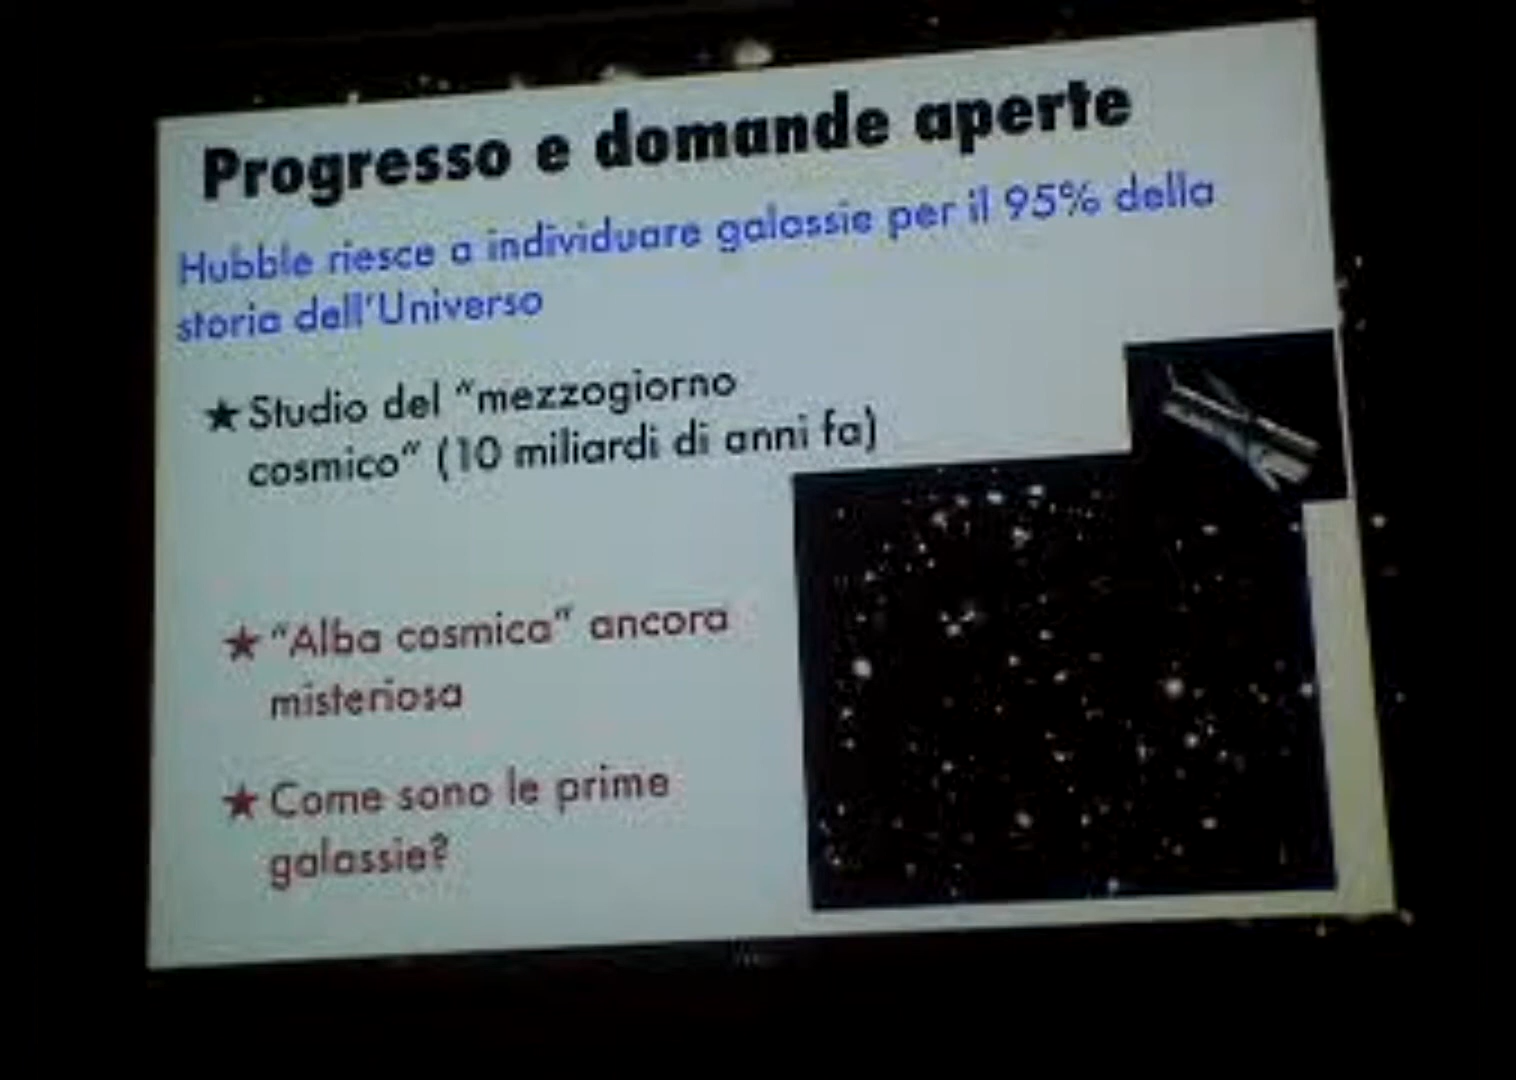 Progresso e domande aperte
Hubble riesce a individuare galassie per il 95% della
storia dell'Universo
★ Studio del "mezzogiorno
cosmico" (10 miliardi di anni fa)
★ "Alba cosmica" ancora
misteriosa
★ Come sono le prime
galassie?